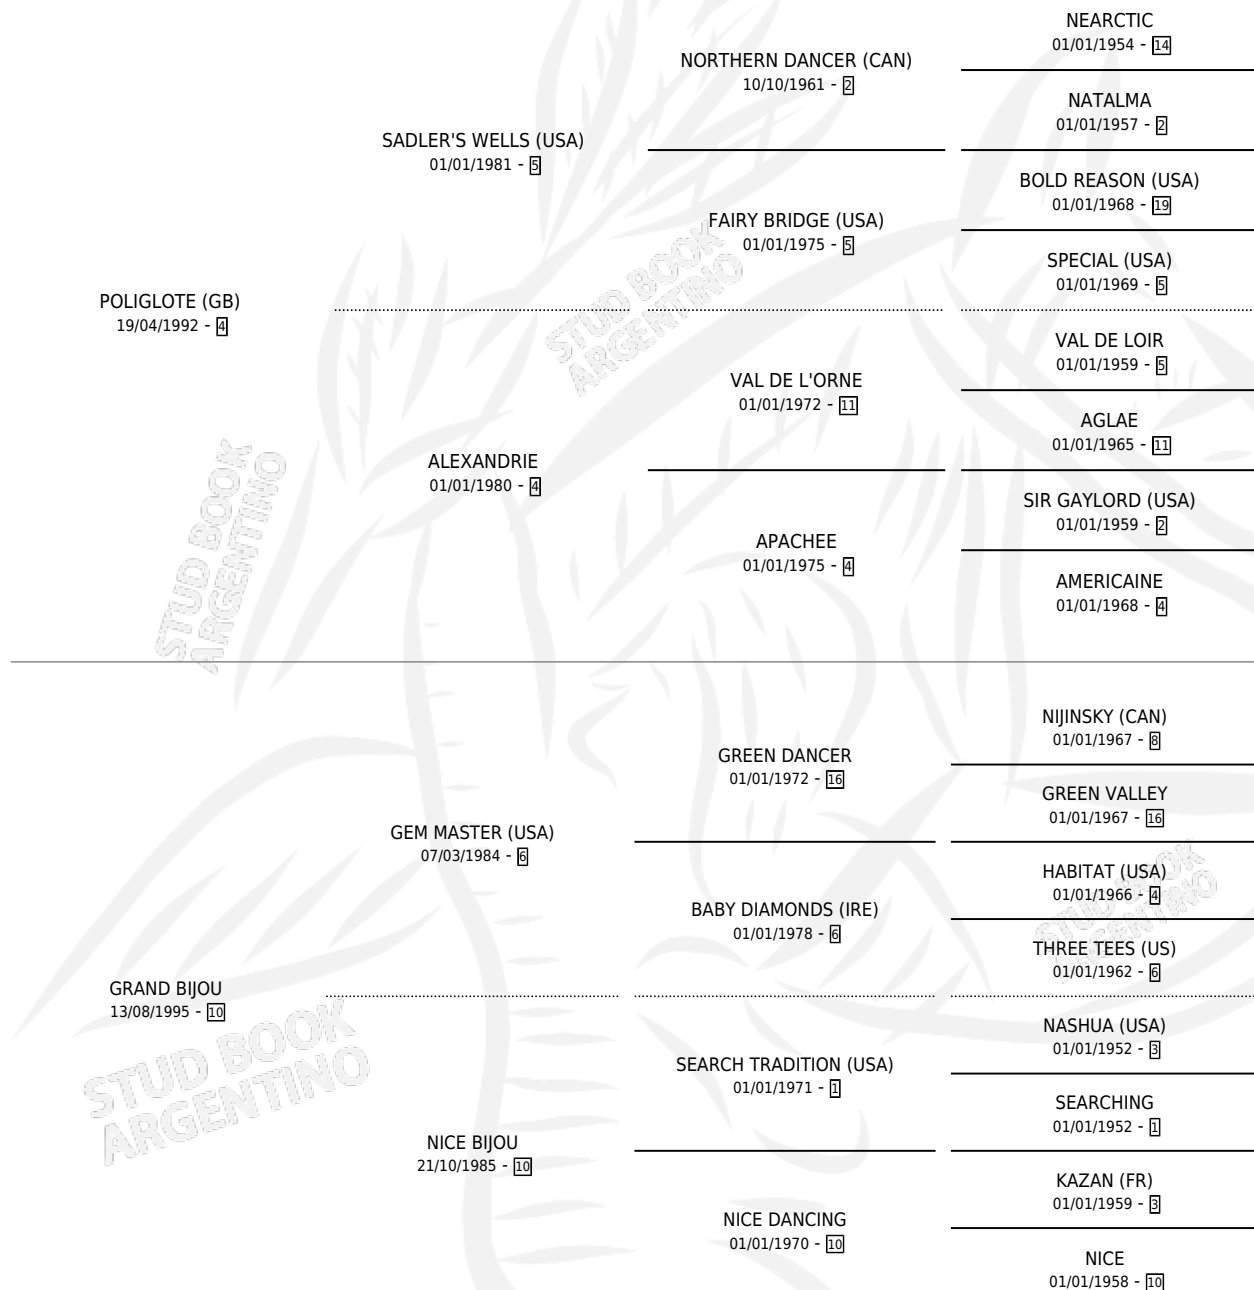 NEARCTIC
01/01/1954 - 14
NORTHERN DANCER (CAN)
10/10/1961 - 2
NATALMA
01/01/1957 - 2
SADLER'S WELLS (USA)
01/01/1981 - 5
BOLD REASON (USA)
01/01/1968 - 19
FAIRY BRIDGE (USA)
01/01/1975 - 5
SPECIAL (USA)
01/01/1969 - 5
STUD BOOK
ARGENTINO
POLIGLOTE (GB)
19/04/1992 - 4
VAL DE LOIR
01/01/1959 - 5
VAL DE L'ORNE
01/01/1972 - 11
AGLAE
01/01/1965 - 11
ALEXANDRIE
01/01/1980 - 4
SIR GAYLORD (USA)
01/01/1959 - 2
APACHEE
01/01/1975 - 4
AMERICAINE
01/01/1968 - 4
STUD BOOK
ARGENTINO
NIJINSKY (CAN)
01/01/1967 - 8
GREEN DANCER
01/01/1972 - 16
GREEN VALLEY
01/01/1967 - 16
GEM MASTER (USA)
07/03/1984 - 6
HABITAT (USA)
01/01/1966 - 4
BABY DIAMONDS (IRE)
01/01/1978 - 6
THREE TEES (US)
01/01/1962 - 6
STUD BOOK
ARGENTINO
GRAND BIJOU
13/08/1995 - 10
NASHUA (USA)
01/01/1952 - 3
SEARCH TRADITION (USA)
01/01/1971 - 1
SEARCHING
01/01/1952 - 1
STUD BOOK
ARGENTINO
NICE BIJOU
21/10/1985 - 10
KAZAN (FR)
01/01/1959 - 3
NICE DANCING
01/01/1970 - 10
NICE
01/01/1958 - 10